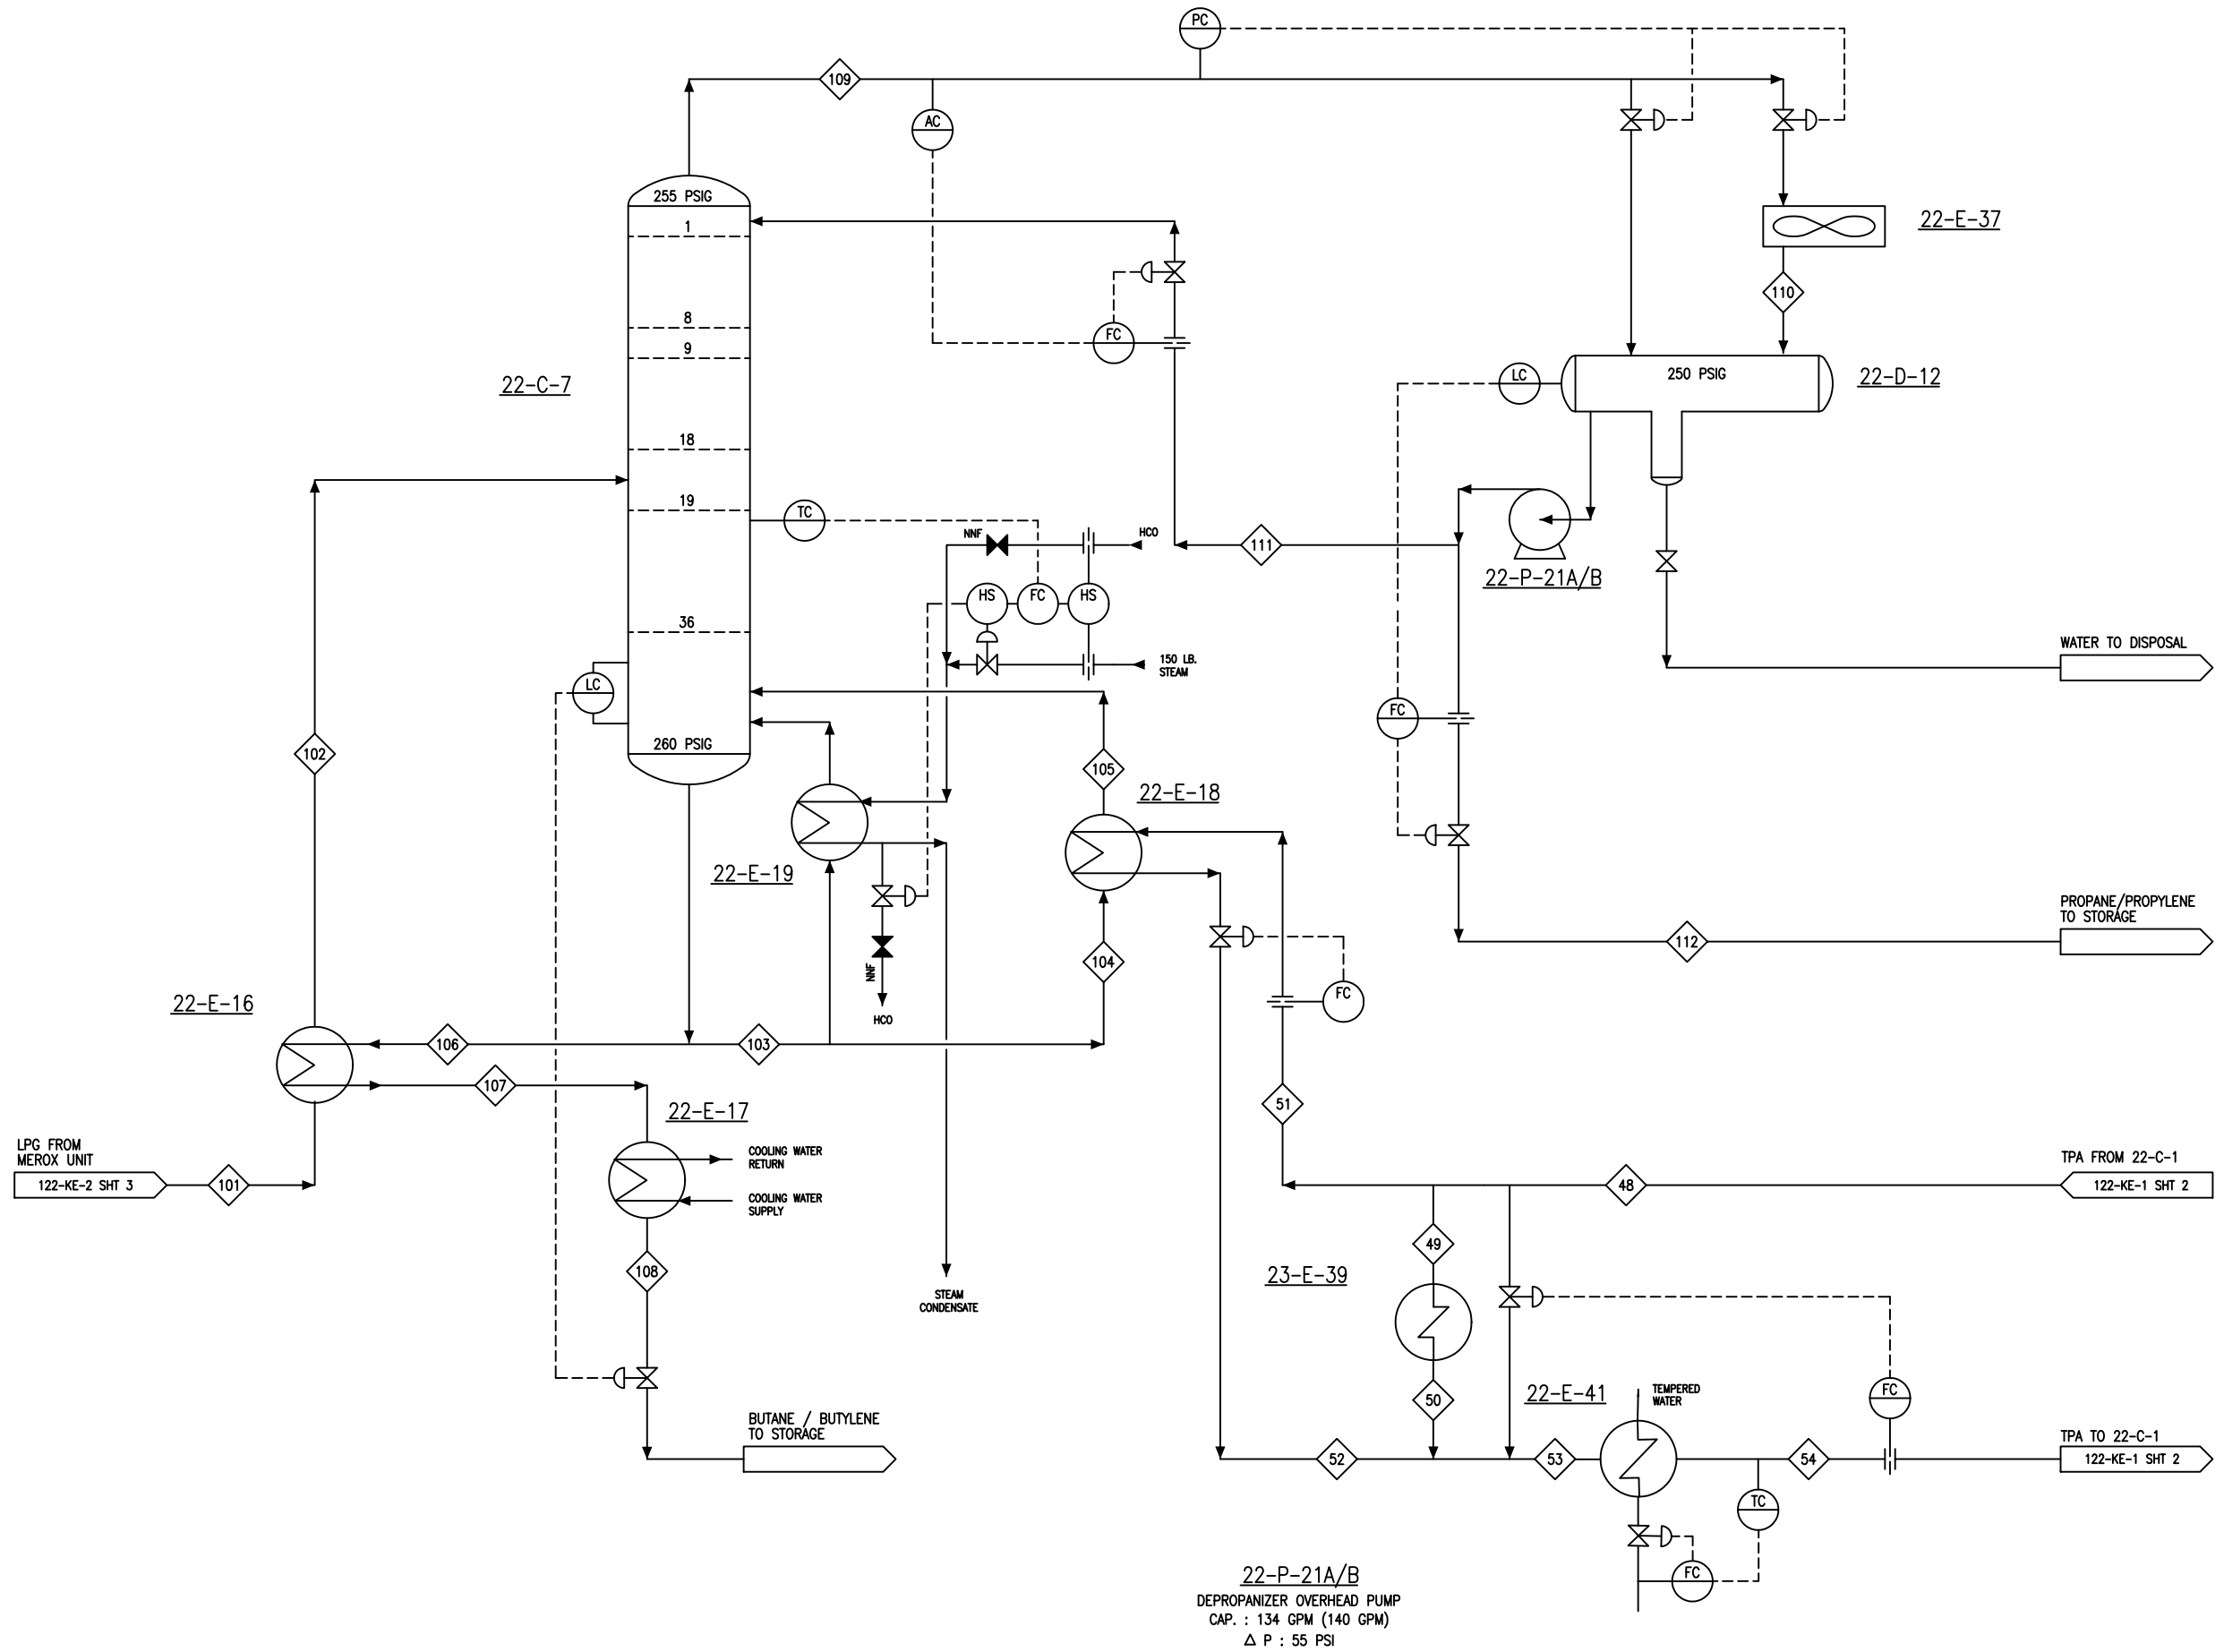 PC
109
AC
255 PSIG
1
22-E-37
110
8
FC
9
250 PSIG
LC
22-D-12
22-C-7
18
19
TC
NNF
HCO
111
22-P-21A/B
HS
FC
HS
36
150 LB.
STEAM
WATER TO DISPOSAL
LC
FC
260 PSIG
102
105
22-E-18
22-E-19
PROPANE/PROPYLENE
TO STORAGE
112
104
NNF
FC
22-E-16
HCO
106
103
107
51
22-E-17
LPG FROM
MEROX UNIT
122-KE-2 SHT 3
101
COOLING WATER
RETURN
COOLING WATER
SUPPLY
TPA FROM 22-C-1
122-KE-1 SHT 2
48
49
108
23-E-39
STEAM
CONDENSATE
50
22-E-41
TEMPERED
WATER
FC
BUTANE / BUTYLENE
TO STORAGE
52
53
54
TPA TO 22-C-1
122-KE-1 SHT 2
TC
FC
22-P-21A/B
DEPROPANIZER OVERHEAD PUMP
CAP. : 134 GPM (140 GPM)
△ P : 55 PSI